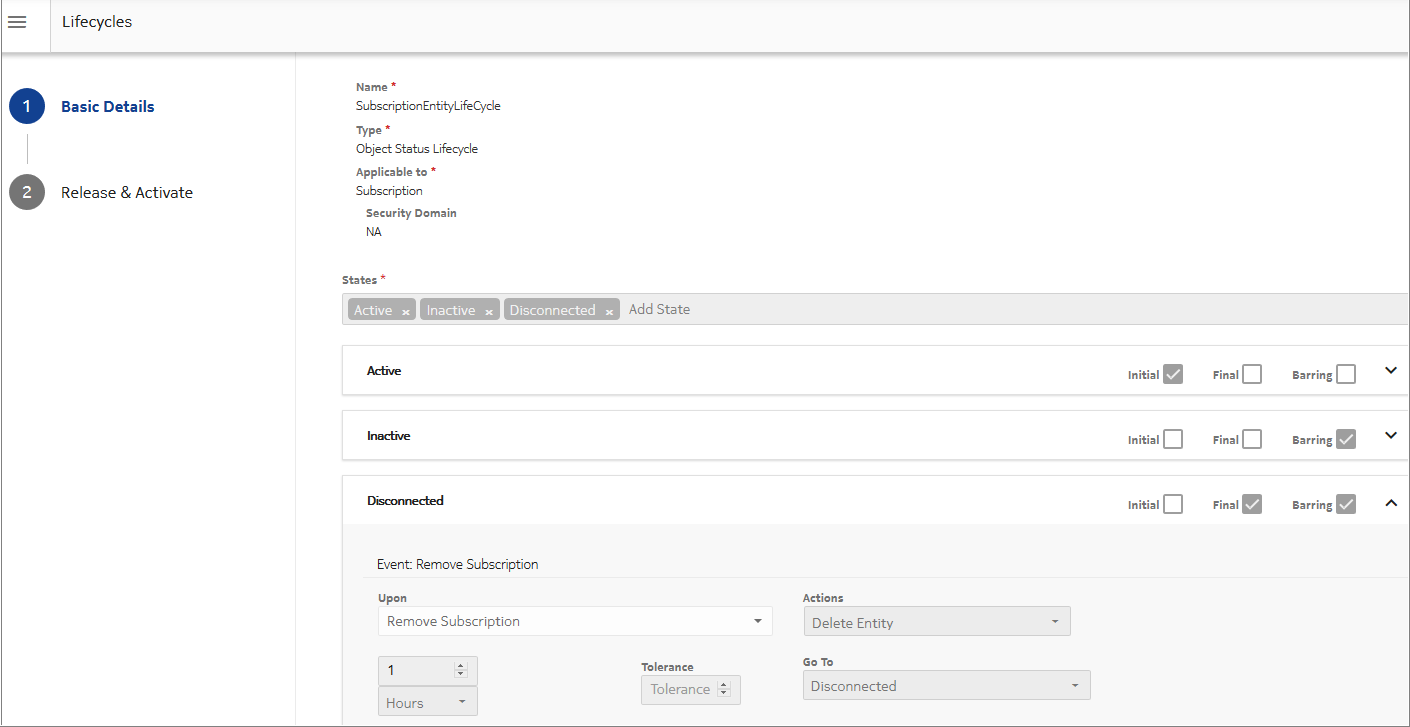 Lifecycles
1 Basic Details
2 Release & Activate
Name *
SubscriptionEntityLifeCycle
Type *
Object Status Lifecycle
Applicable to *
Subscription
Security Domain
NA
States *
Active × Inactive × Disconnected × Add State
Active Initial Final Barring
Inactive Initial Final Barring
Disconnected Initial Final Barring
Event: Remove Subscription
Upon Actions
Remove Subscription Delete Entity
Tolerance Go To
1 Tolerance Disconnected
Hours